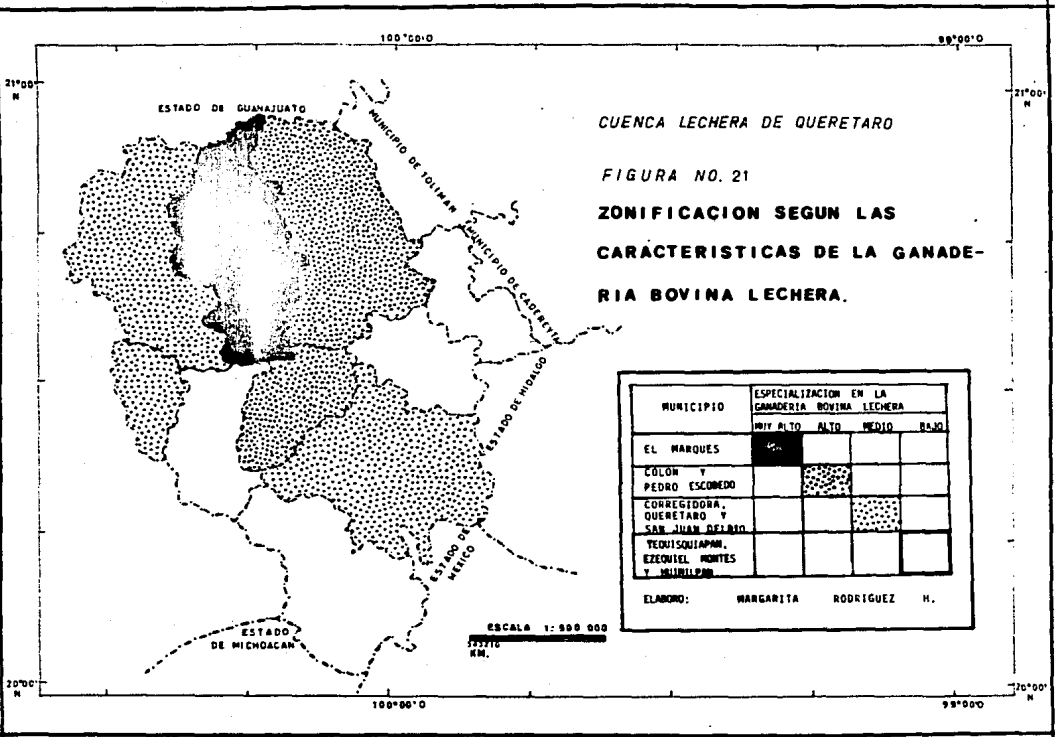 100°00'O
99°00'O
21°00'
N
21°00'
N
ESTADO DE GUANAJUATO
MUNICIPIO DE TOLIMAN
MUNICIPIO DE CADEREYTA
ESTADO DE HIDALGO
ESTADO DE
MEXICO
ESTADO
DE MICHOACAN
CUENCA LECHERA DE QUERETARO
FIGURA NO. 21
ZONIFICACION SEGUN LAS
CARACTERISTICAS DE LA GANADE-
RIA BOVINA LECHERA.
MUNICIPIO
ESPECIALIZACION EN LA
GANADERIA BOVINA LECHERA
MUY ALTO ALTO MEDIO BAJO
EL MARQUES
COLON Y
PEDRO ESCOBEDO
CORREGIDORA,
QUERETARO Y
SAN JUAN DEL RIO
TEQUISQUIAPAN,
EZEQUIEL MONTES
Y HUIMILPAN
ELABORO: MARGARITA RODRIGUEZ H.
ESCALA 1:500 000
KM.
20°00'
N
20°00'
N
100°00'O
99°00'O